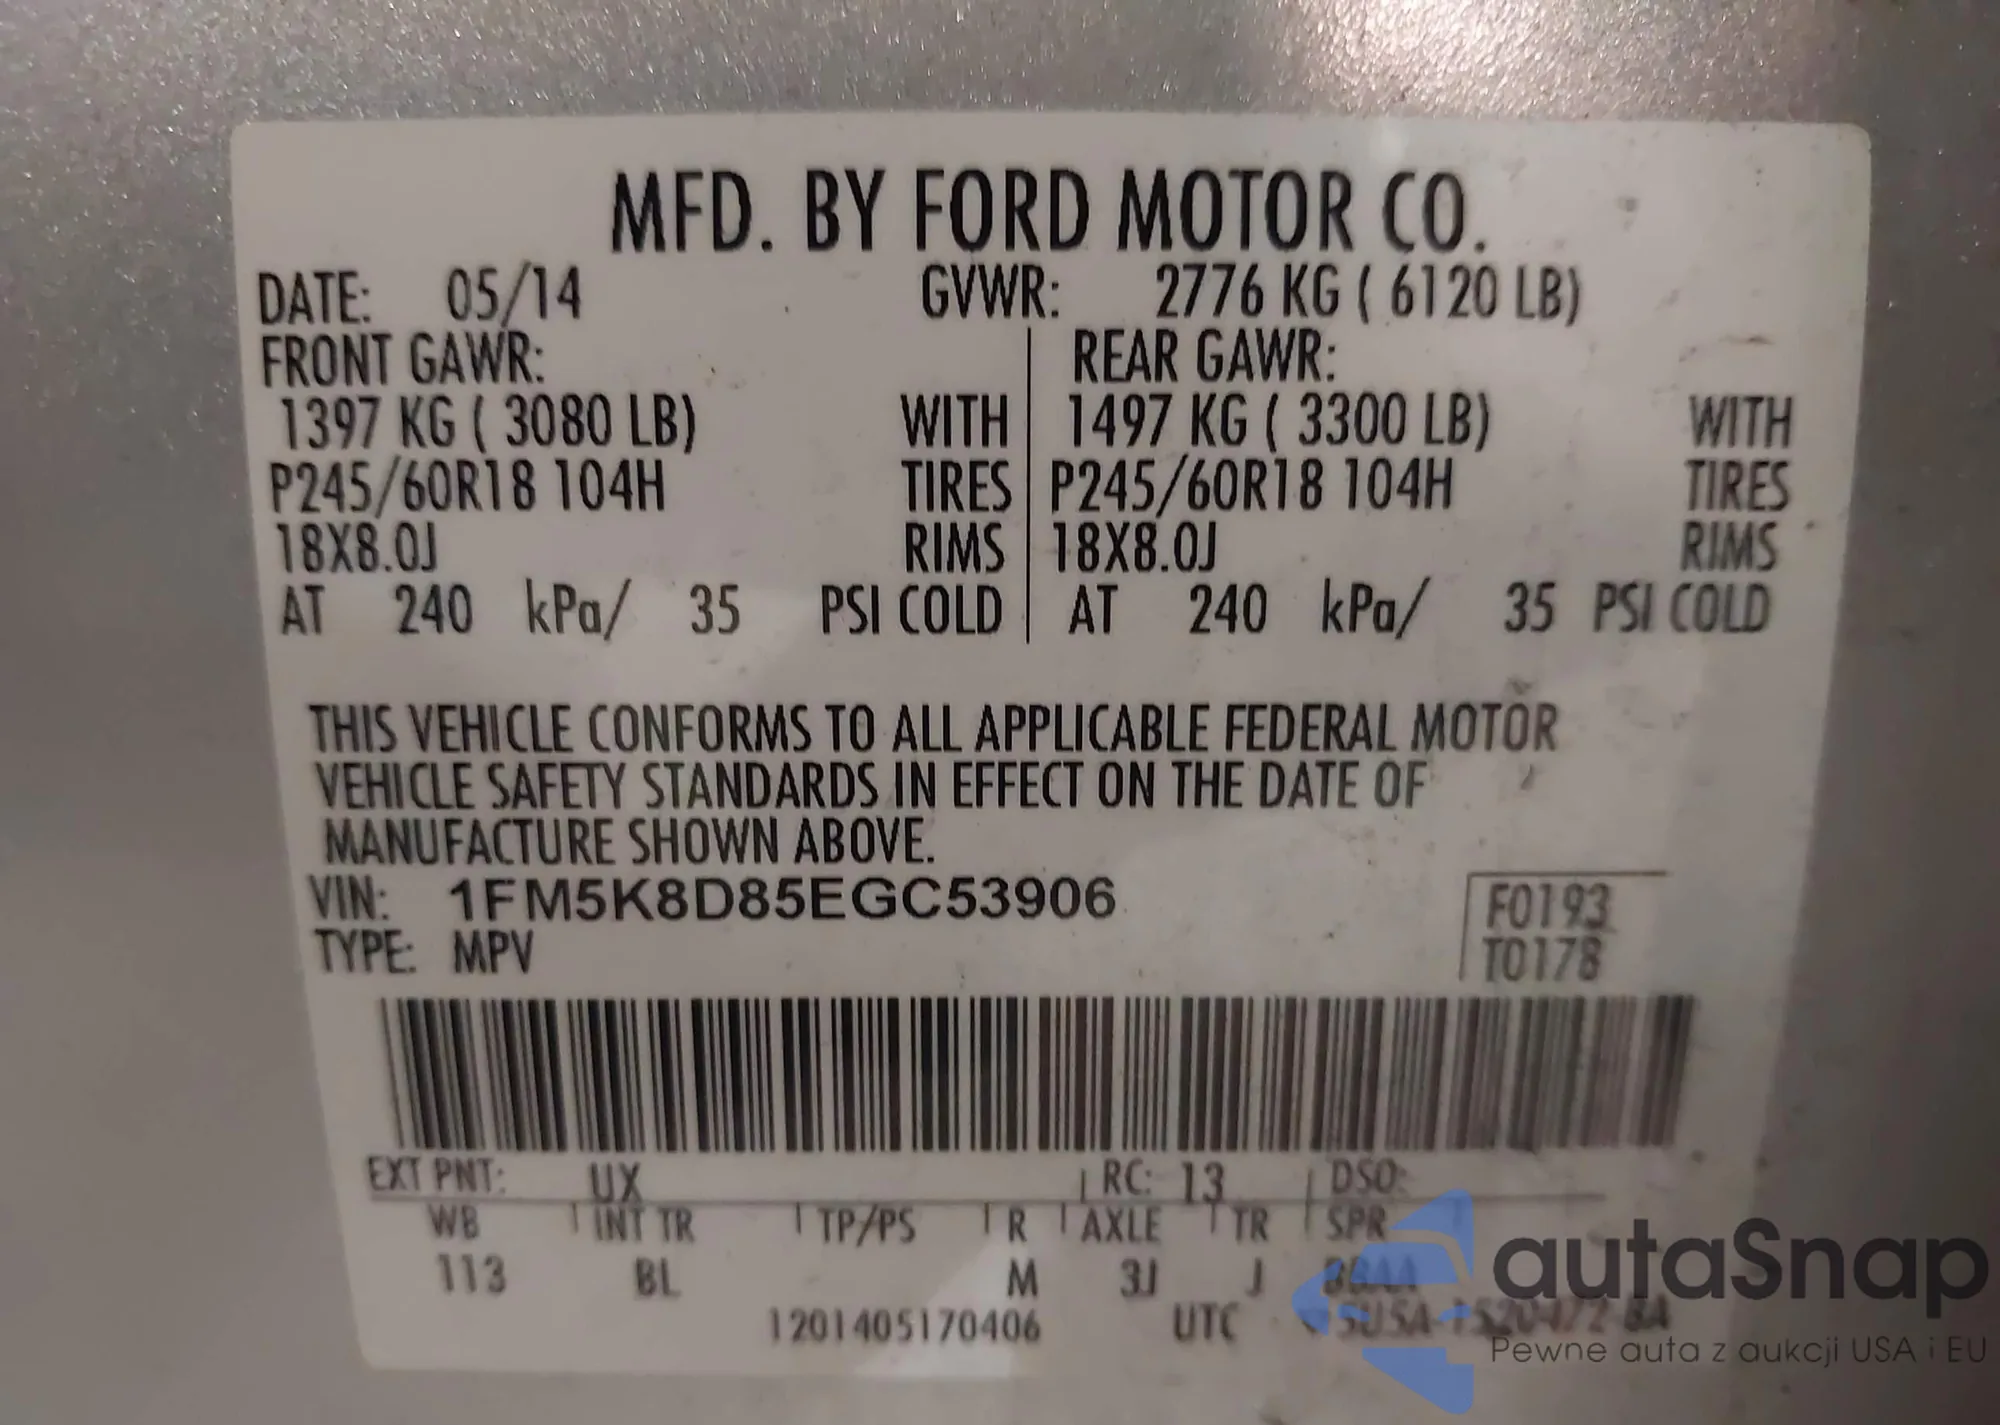 MFD. BY FORD MOTOR CO.
DATE: 05/14 GVWR: 2776 KG ( 6120 LB)
FRONT GAWR: REAR GAWR:
1397 KG ( 3080 LB) WITH 1497 KG ( 3300 LB) WITH
P245/60R18 104H TIRES P245/60R18 104H TIRES
18X8.0J RIMS 18X8.0J RIMS
AT 240 kPa/ 35 PSI COLD AT 240 kPa/ 35 PSI COLD
THIS VEHICLE CONFORMS TO ALL APPLICABLE FEDERAL MOTOR
VEHICLE SAFETY STANDARDS IN EFFECT ON THE DATE OF
MANUFACTURE SHOWN ABOVE.
VIN: 1FM5K8D85EGC53906
F0193
TYPE: MPV
T0178
EXT PNT: UX RC: 13 DSO:
WB INT TR TP/PS R AXLE TR SPR
113 BL M 3J J
1201405170406 UTC
autaSnap
Pewne auta z aukcji USA i EU